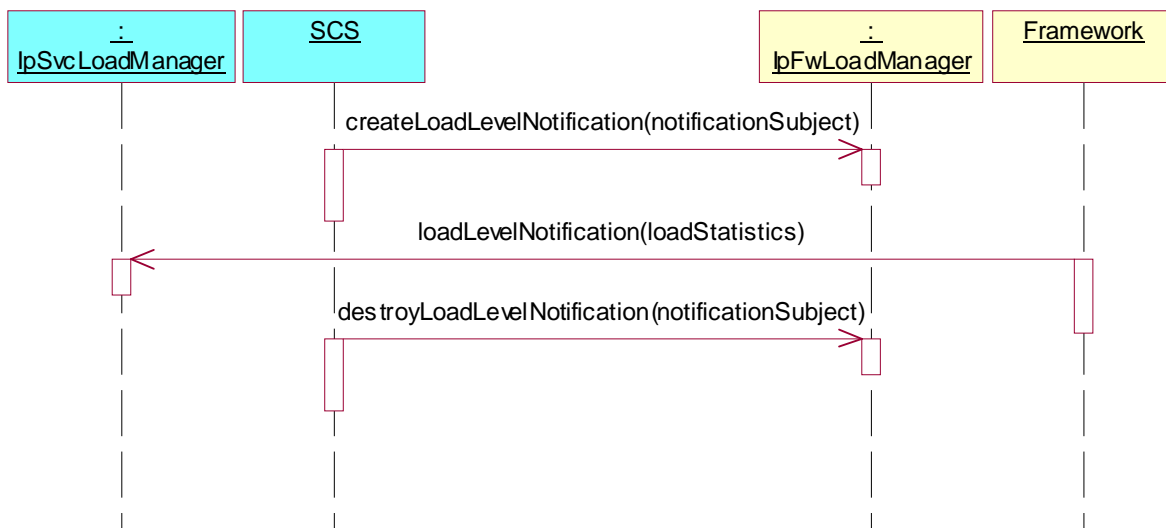 :
IpSvcLoadManager
SCS
:
IpFwLoadManager
Framework
createLoadLevelNotification(notificationSubject)
loadLevelNotification(loadStatistics)
destroyLoadLevelNotification(notificationSubject)